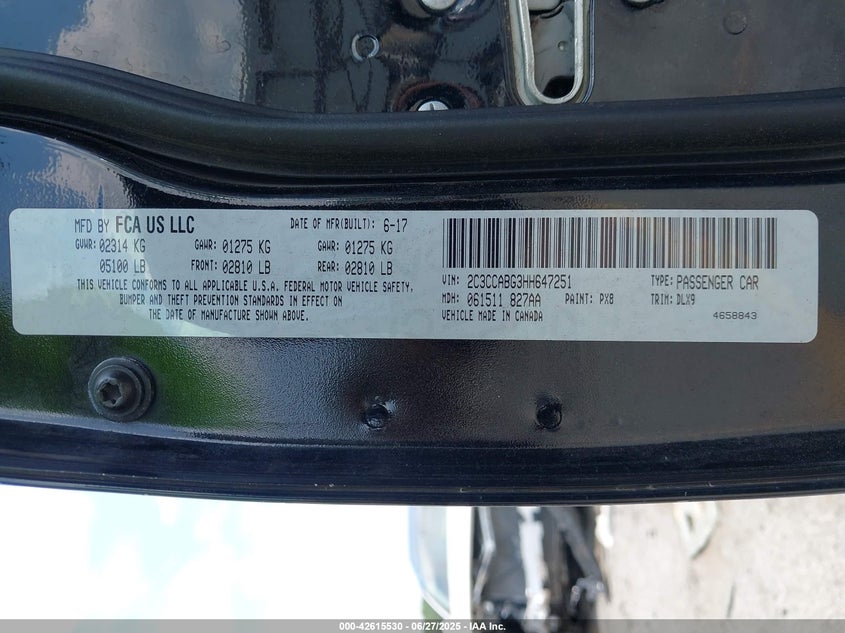 MFD BY FCA US LLC DATE OF MFR(BUILT): 6-17
GVWR: 02314 KG GAWR: 01275 KG GAWR: 01275 KG
05100 LB FRONT: 02810 LB REAR: 02810 LB
THIS VEHICLE CONFORMS TO ALL APPLICABLE U.S.A. FEDERAL MOTOR VEHICLE SAFETY,
BUMPER AND THEFT PREVENTION STANDARDS IN EFFECT ON
THE DATE OF MANUFACTURE SHOWN ABOVE.
VIN: 2C3CCABG3HH647251 TYPE: PASSENGER CAR
MDH: 061511 827AA PAINT: PX8 TRIM: DLX9
VEHICLE MADE IN CANADA 4658843
000-42615530 - 06/27/2025 - IAA Inc.